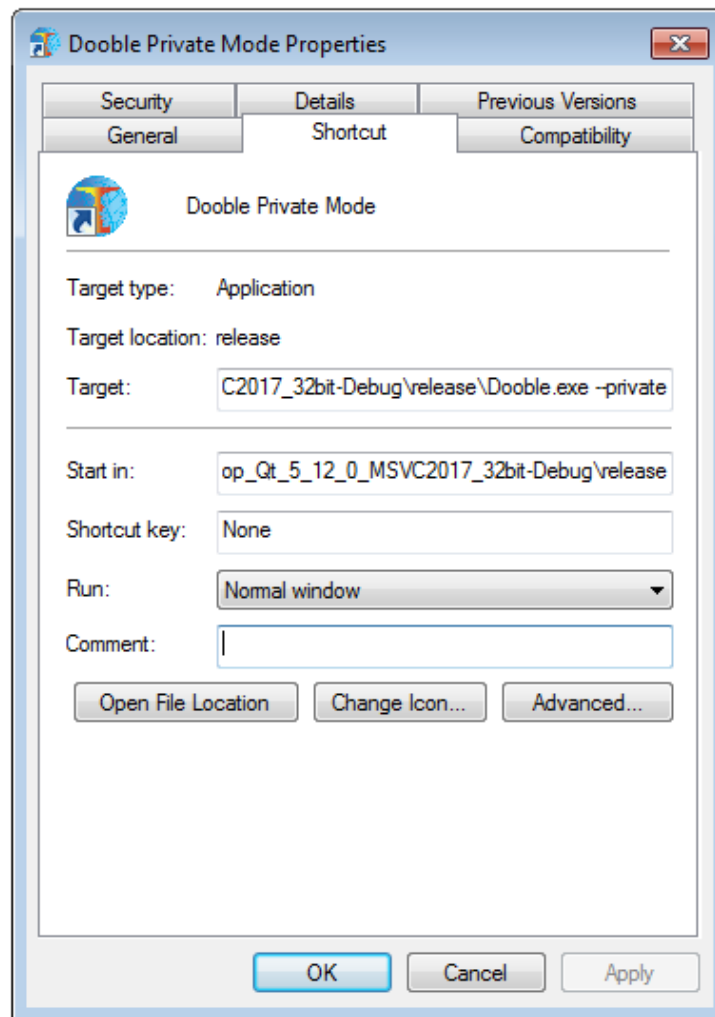 Dooble Private Mode Properties
Security Details Previous Versions
General Shortcut Compatibility
Dooble Private Mode
Target type: Application
Target location: release
Target: C2017_32bit-Debug\release\Dooble.exe --private
Start in: op_Qt_5_12_0_MSVC2017_32bit-Debug\release
Shortcut key: None
Run: Normal window
Comment:
Open File Location Change Icon... Advanced...
OK Cancel Apply